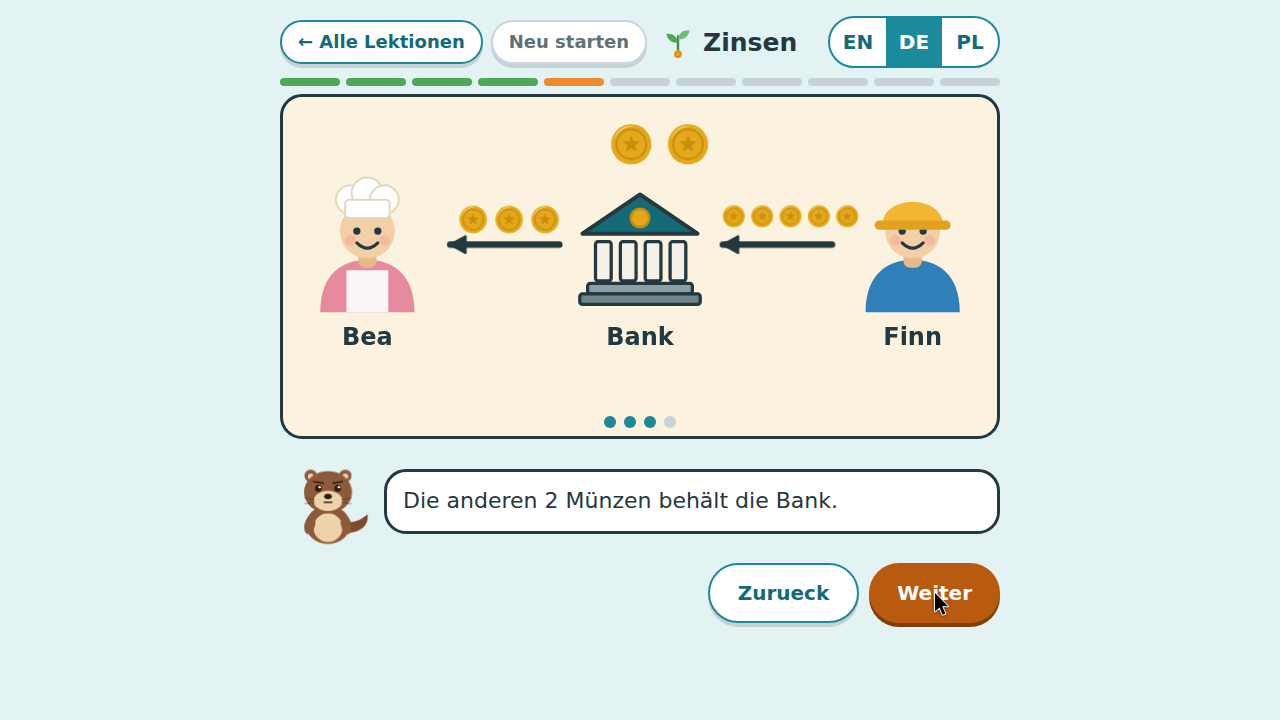 ← Alle Lektionen
Neu starten
Zinsen
EN DE PL
Bea
Bank
Finn
Die anderen 2 Münzen behält die Bank.
Zurueck
Weiter